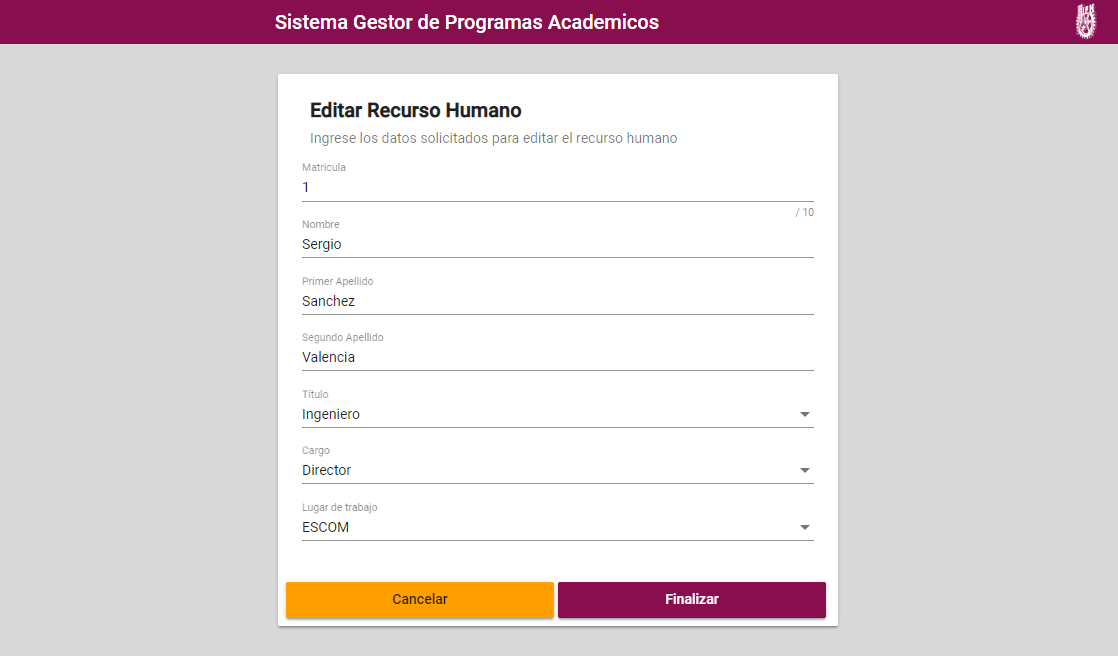 Sistema Gestor de Programas Academicos
Editar Recurso Humano
Ingrese los datos solicitados para editar el recurso humano
Matricula
1
/ 10
Nombre
Sergio
Primer Apellido
Sanchez
Segundo Apellido
Valencia
Título
Ingeniero
Cargo
Director
Lugar de trabajo
ESCOM
Cancelar
Finalizar